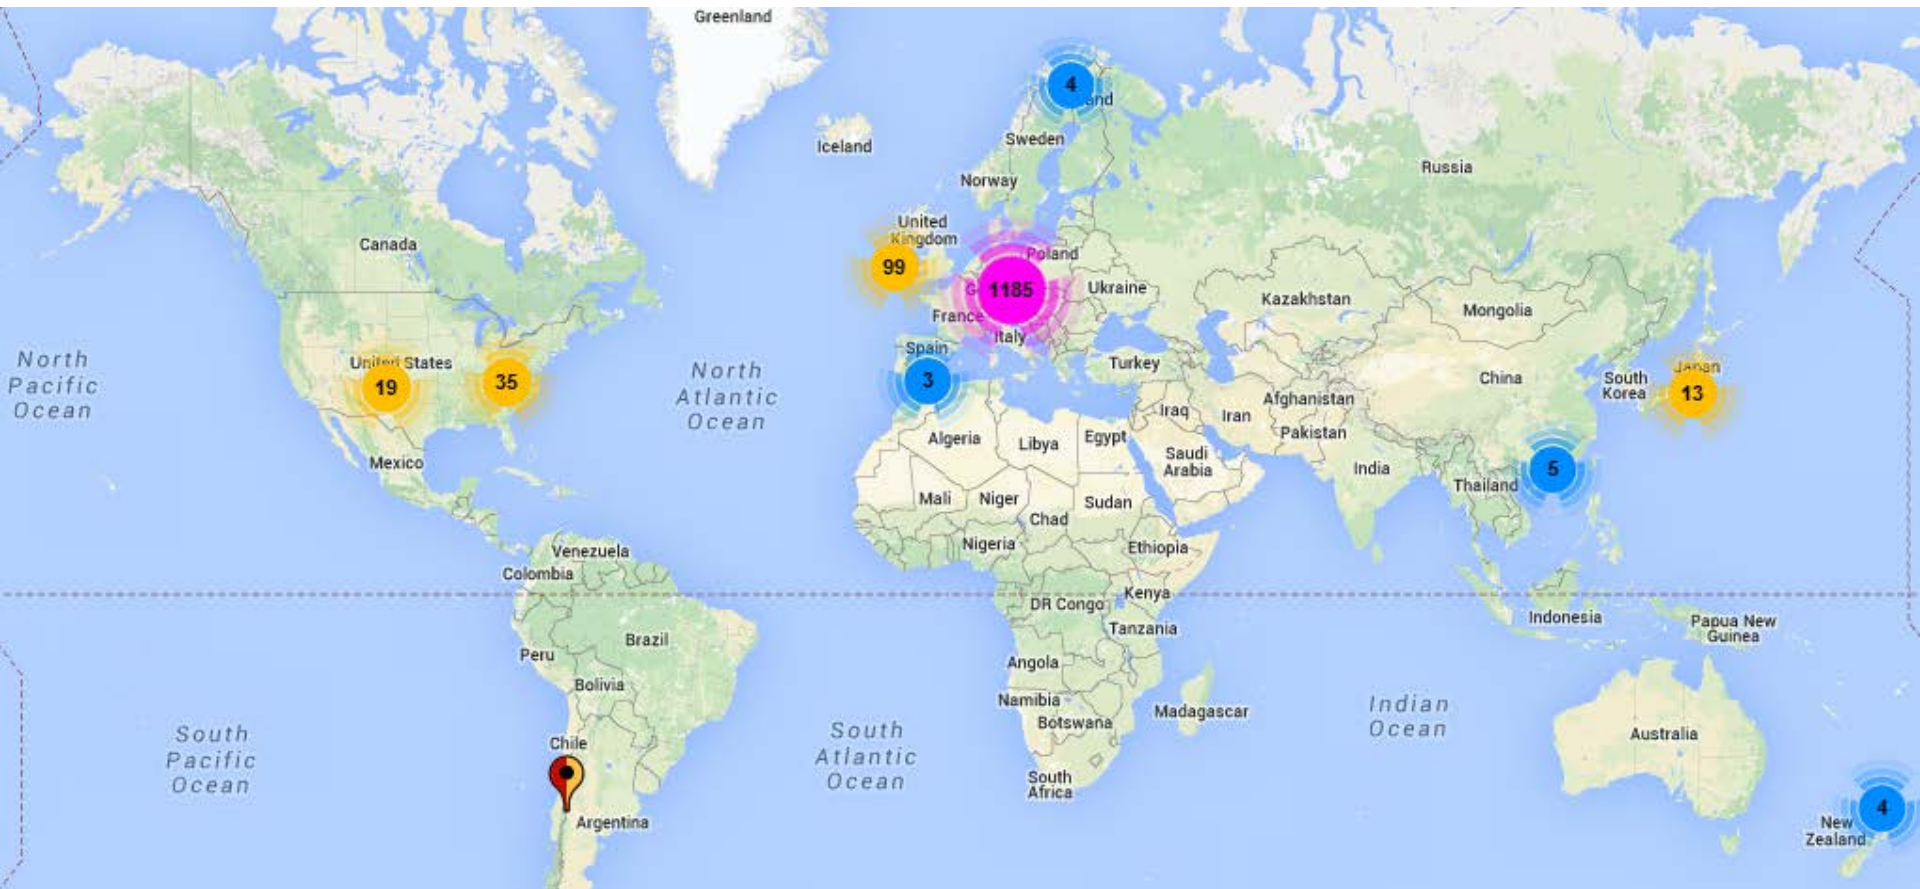 Greenland
4
Iceland
Sweden
Norway
Russia
United
Kingdom
Canada
99
Poland
1185
Ukraine
France
Italy
Kazakhstan
Mongolia
North
Pacific
Ocean
United States
19
35
North
Atlantic
Ocean
Spain
3
Turkey
China
South
Korea
Japan
13
Iraq
Iran
Afghanistan
Pakistan
Mexico
Algeria
Libya
Egypt
Saudi
Arabia
India
Thailand
5
Mali
Niger
Chad
Sudan
Nigeria
Ethiopia
Venezuela
Colombia
DR Congo
Kenya
Tanzania
Indonesia
Papua New
Guinea
Brazil
Peru
Bolivia
Angola
Namibia
Botswana
Madagascar
Indian
Ocean
Australia
South
Pacific
Ocean
Chile
South
Atlantic
Ocean
South
Africa
Argentina
4
New
Zealand